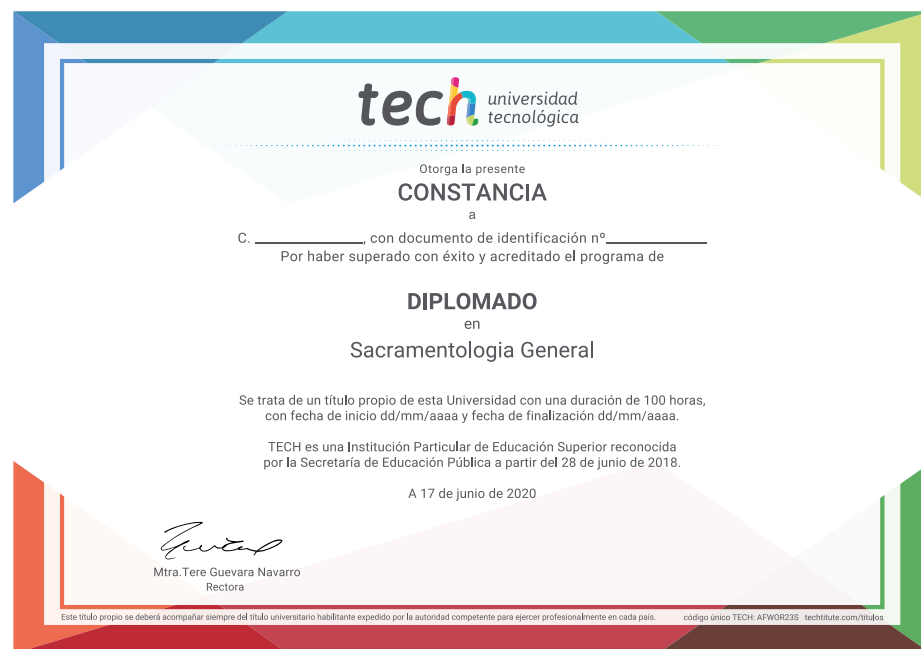 tech universidad
tecnológica
Otorga la presente
CONSTANCIA
a
C. ______________, con documento de identificación nº_____________
Por haber superado con éxito y acreditado el programa de
DIPLOMADO
en
Sacramentologia General
Se trata de un título propio de esta Universidad con una duración de 100 horas,
con fecha de inicio dd/mm/aaaa y fecha de finalización dd/mm/aaaa.
TECH es una Institución Particular de Educación Superior reconocida
por la Secretaría de Educación Pública a partir del 28 de junio de 2018.
A 17 de junio de 2020
Mtra.Tere Guevara Navarro
Rectora
Este título propio se deberá acompañar siempre del título universitario habilitante expedido por la autoridad competente para ejercer profesionalmente en cada país. código único TECH: AFWOR23S techtitute.com/titulos